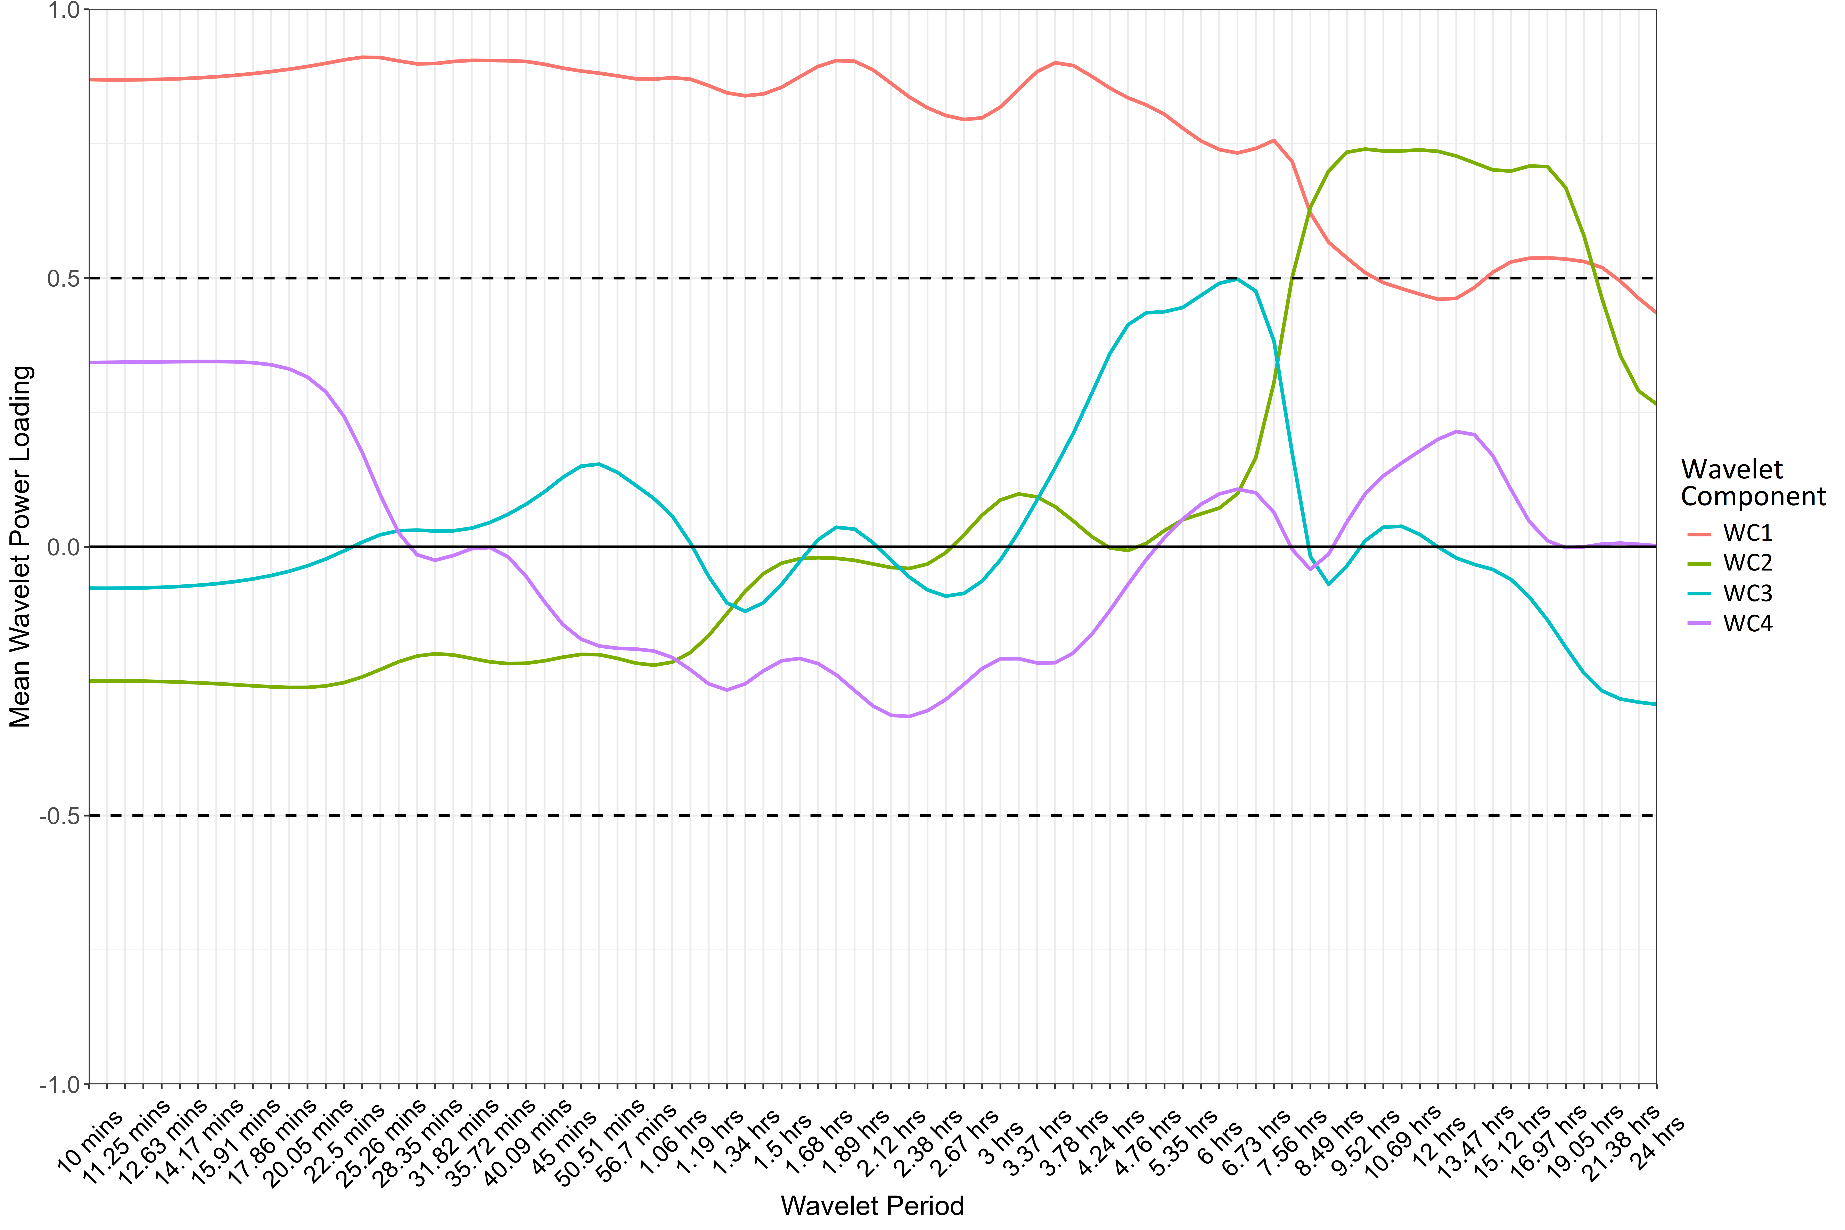 1.0
0.5
0.0
-0.5
-1.0
Mean Wavelet Power Loading
10 mins
11.25 mins
12.63 mins
14.17 mins
15.91 mins
17.86 mins
20.05 mins
22.5 mins
25.26 mins
28.35 mins
31.82 mins
35.72 mins
40.09 mins
45 mins
50.51 mins
56.7 mins
1.06 hrs
1.19 hrs
1.34 hrs
1.5 hrs
1.68 hrs
1.89 hrs
2.12 hrs
2.38 hrs
2.67 hrs
3 hrs
3.37 hrs
3.78 hrs
4.24 hrs
4.76 hrs
5.35 hrs
6 hrs
6.73 hrs
7.56 hrs
8.49 hrs
9.52 hrs
10.69 hrs
12 hrs
13.47 hrs
15.12 hrs
16.97 hrs
19.05 hrs
21.38 hrs
24 hrs
Wavelet Period
Wavelet
Component
WC1
WC2
WC3
WC4